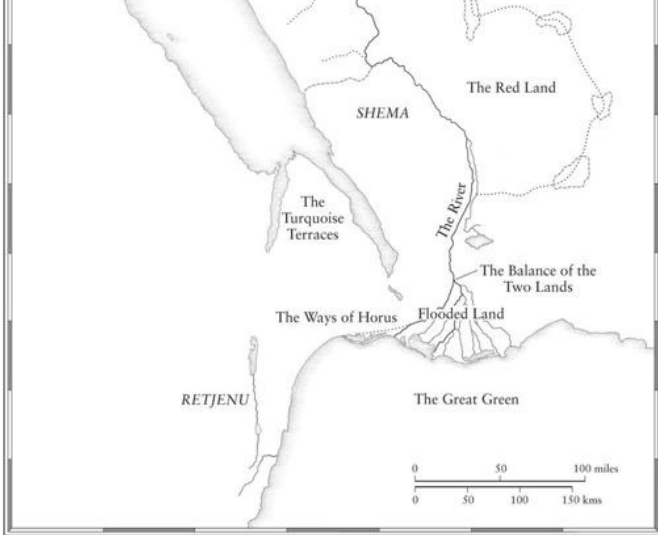 The Red Land
SHEMA
The
Turquoise
Terraces
The River
The Balance of the
Two Lands
The Ways of Horus
Flooded Land
RETJENU
The Great Green
0 50 100 miles
0 50 100 150 kms